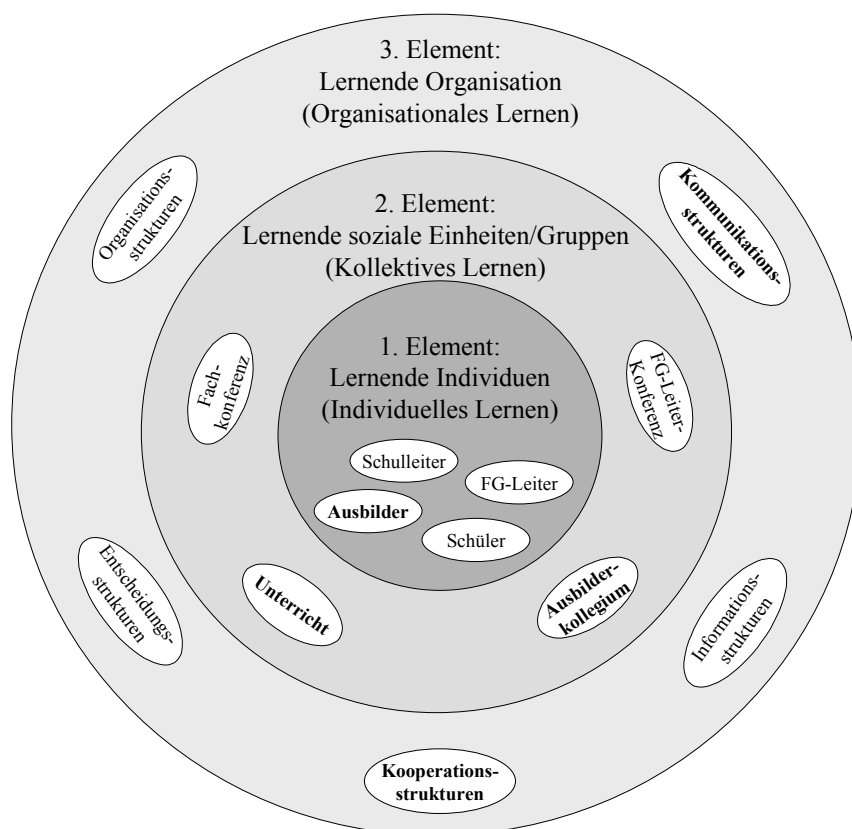 3. Element:
Lernende Organisation
(Organisationales Lernen)
Organisations-
strukturen
Kommunikations-
strukturen
2. Element:
Lernende soziale Einheiten/Gruppen
(Kollektives Lernen)
Fach-
konferenz
FG-Leiter-
Konferenz
1. Element:
Lernende Individuen
(Individuelles Lernen)
Schulleiter
FG-Leiter
Ausbilder
Schüler
Entscheidungs-
strukturen
Unterricht
Ausbilder-
kollegium
Informations-
strukturen
Kooperations-
strukturen